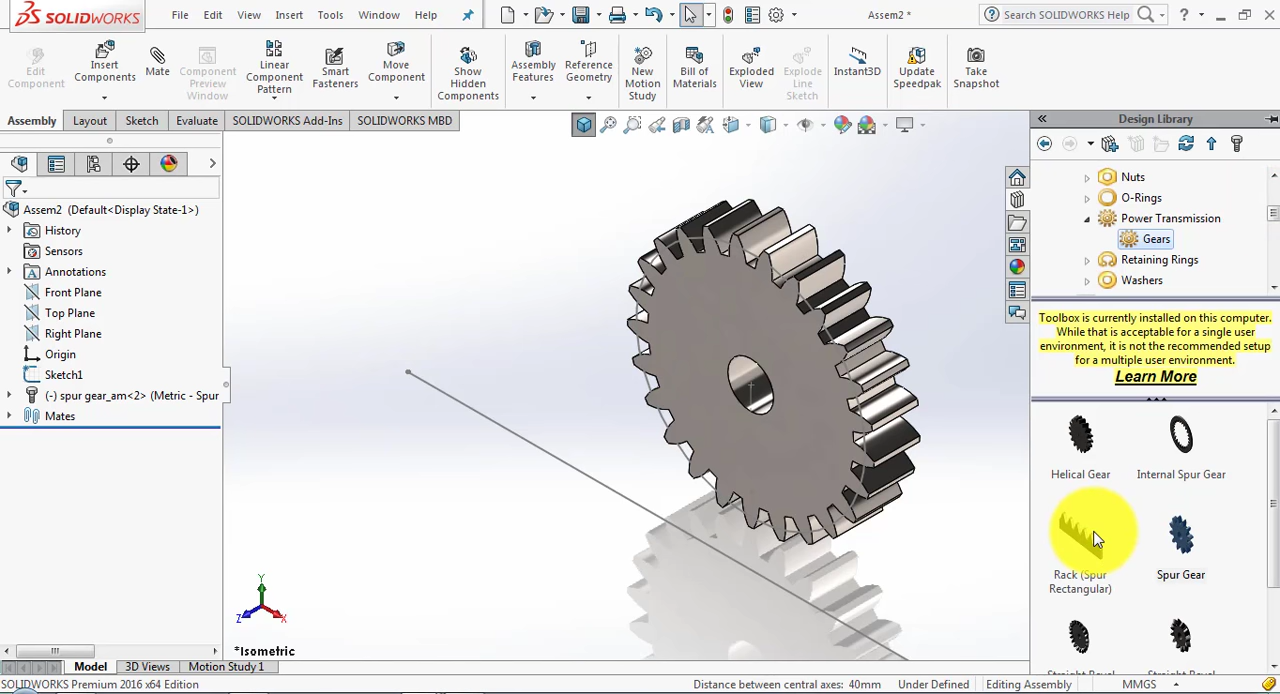 DS SOLIDWORKS
File Edit View Insert Tools Window Help
Assem2 *
Search SOLIDWORKS Help
?
Edit Component
Insert Components
Mate
Component Preview Window
Linear Component Pattern
Smart Fasteners
Move Component
Show Hidden Components
Assembly Features
Reference Geometry
New Motion Study
Bill of Materials
Exploded View
Explode Line Sketch
Instant3D
Update Speedpak
Take Snapshot
Assembly Layout Sketch Evaluate SOLIDWORKS Add-Ins SOLIDWORKS MBD
Assem2 (Default<Display State-1>)
History
Sensors
Annotations
Front Plane
Top Plane
Right Plane
Origin
Sketch1
(-) spur gear_am<2> (Metric - Spur
Mates
Y
Z
X
*Isometric
Design Library
Nuts
O-Rings
Power Transmission
Gears
Retaining Rings
Washers
Toolbox is currently installed on this computer.
While that is acceptable for a single user
environment, it is not the recommended setup
for a multiple user environment.
Learn More
Helical Gear
Internal Spur Gear
Rack (Spur
Rectangular)
Spur Gear
Model 3D Views Motion Study 1
SOLIDWORKS Premium 2016 x64 Edition
Distance between central axes: 40mm Under Defined Editing Assembly MMGS